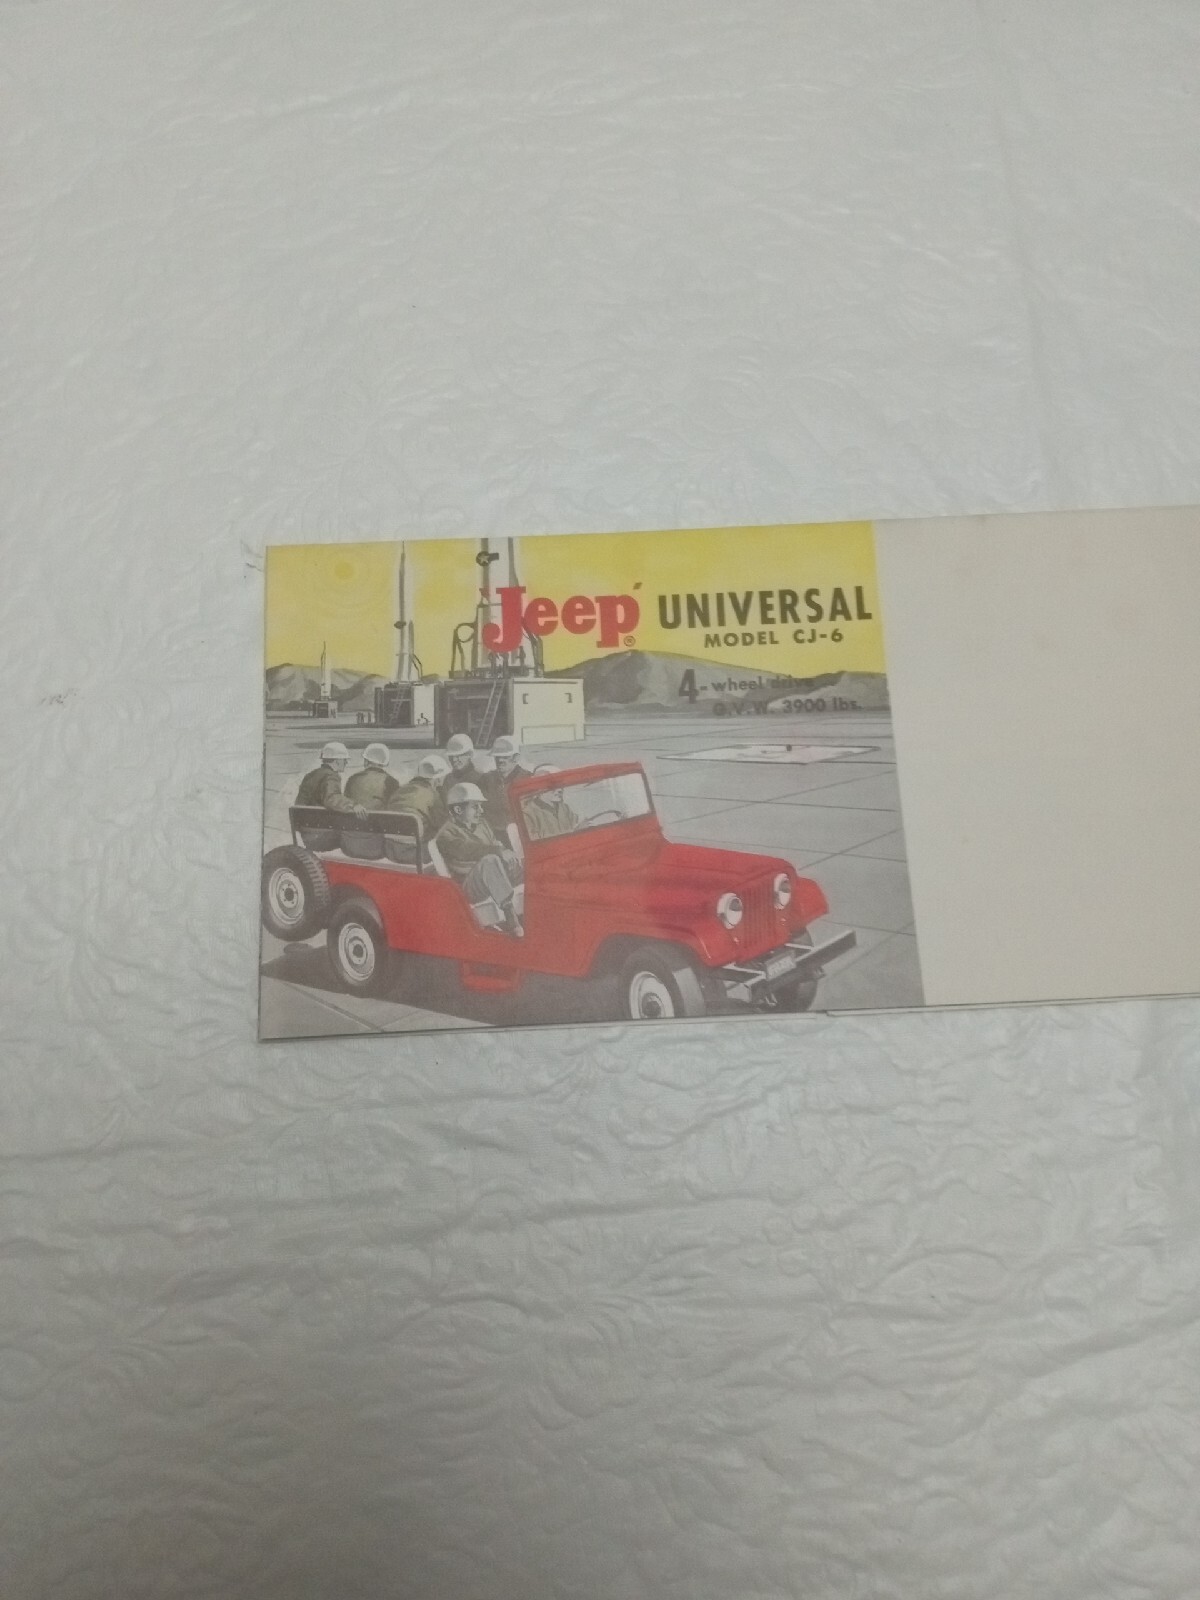 'Jeep'® UNIVERSAL
MODEL CJ-6
4-wheel drive
G.V.W. 3900 lbs.